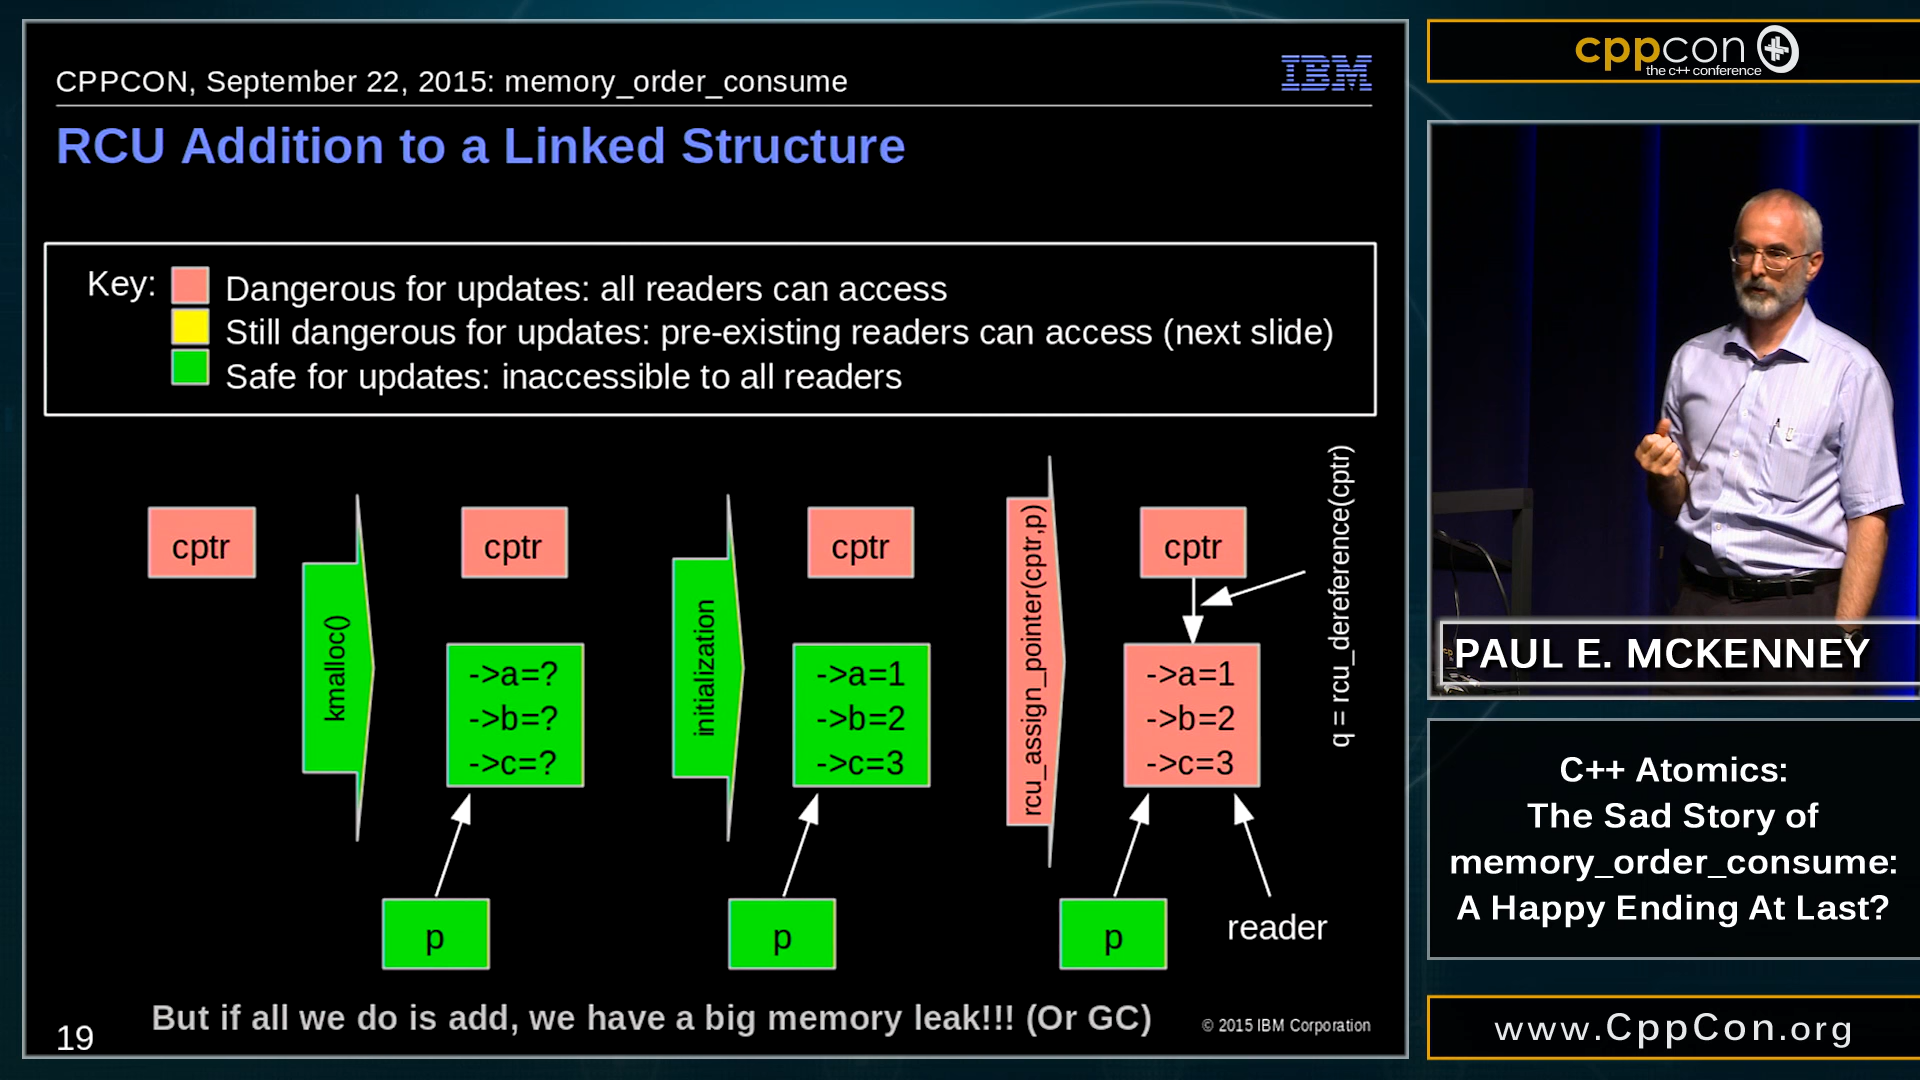 CPPCON, September 22, 2015: memory_order_consume
IBM
RCU Addition to a Linked Structure
Key:
Dangerous for updates: all readers can access
Still dangerous for updates: pre-existing readers can access (next slide)
Safe for updates: inaccessible to all readers
cptr
kmalloc()
cptr
->a=?
->b=?
->c=?
p
initialization
cptr
->a=1
->b=2
->c=3
p
rcu_assign_pointer(cptr,p)
cptr
->a=1
->b=2
->c=3
p
reader
q = rcu_dereference(cptr)
But if all we do is add, we have a big memory leak!!! (Or GC)
19
© 2015 IBM Corporation
cppcon
the c++ conference
PAUL E. MCKENNEY
C++ Atomics:
The Sad Story of
memory_order_consume:
A Happy Ending At Last?
www.CppCon.org